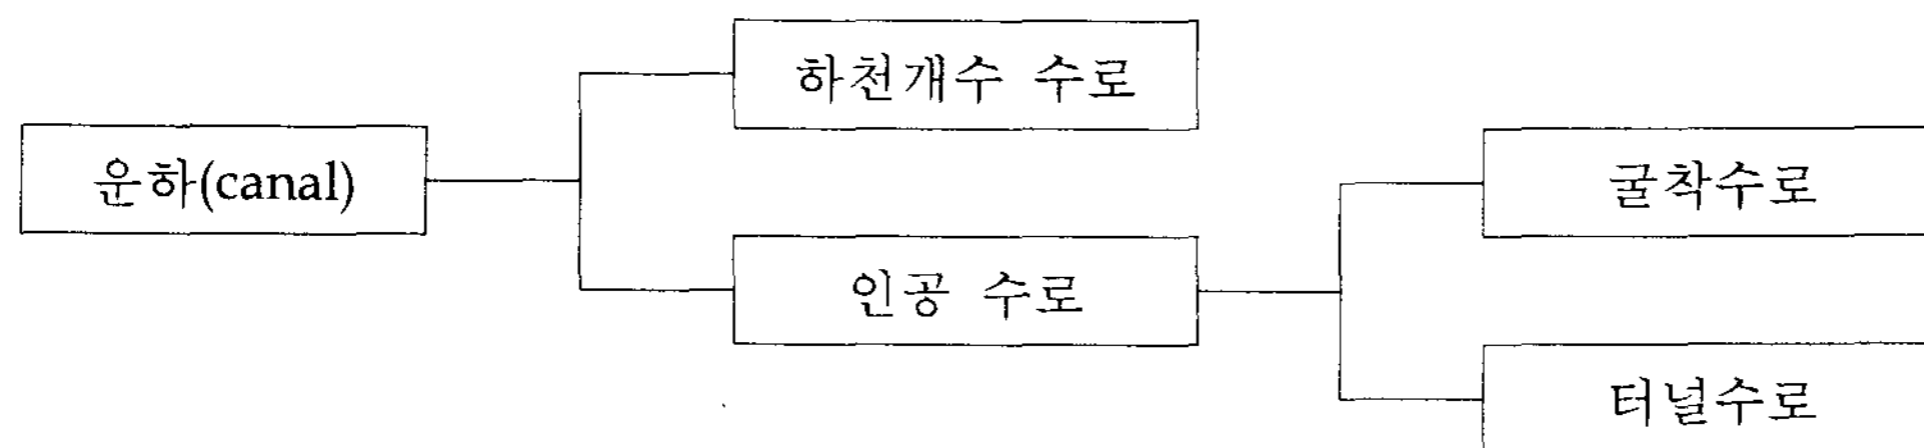 하천개수 수로
운하(canal)
굴착수로
인공 수로
터널수로